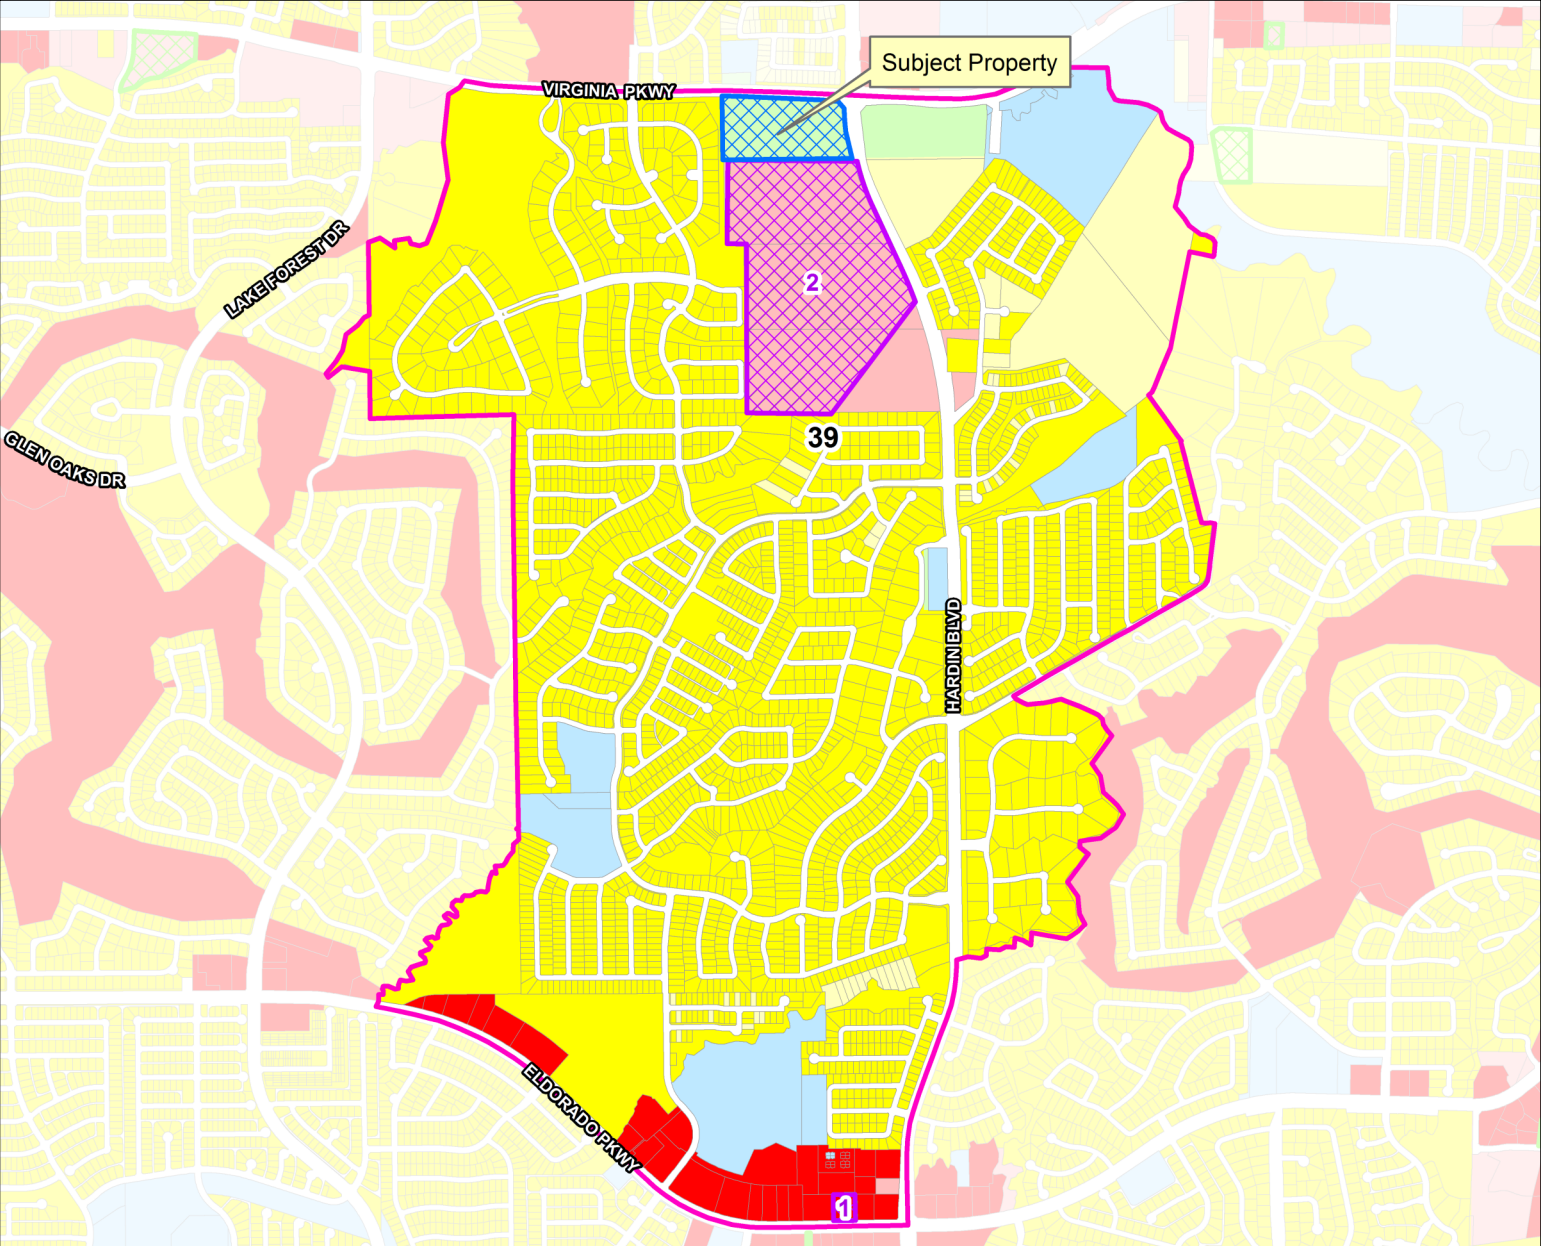 Subject Property
VIRGINIA PKWY
LAKE FOREST DR
2
39
GLEN OAKS DR
HARDIN BLVD
ELDORADO PKWY
1